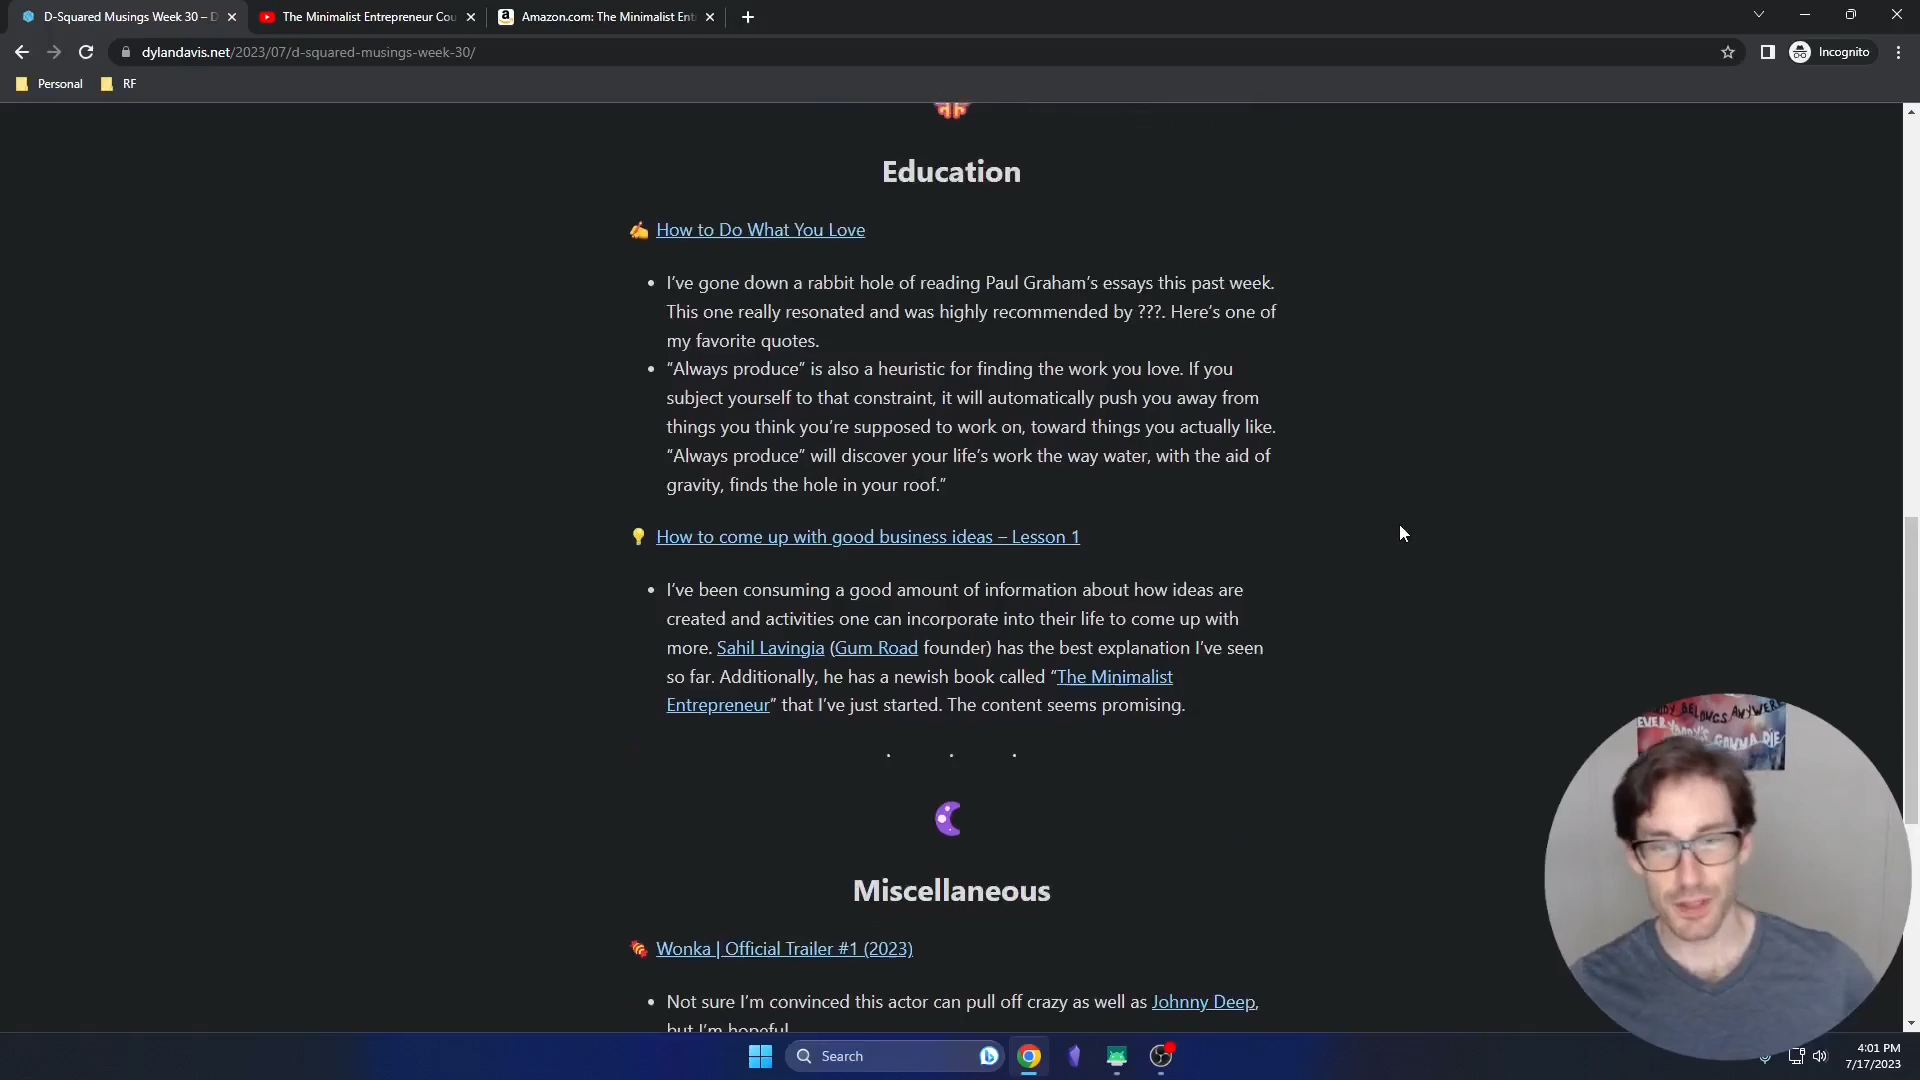 D-Squared Musings Week 30 – D
The Minimalist Entrepreneur Cou
Amazon.com: The Minimalist Ent
dylandavis.net/2023/07/d-squared-musings-week-30/
Incognito
Personal
RF
Education
How to Do What You Love
• I've gone down a rabbit hole of reading Paul Graham's essays this past week.
This one really resonated and was highly recommended by ???. Here's one of
my favorite quotes.
• “Always produce” is also a heuristic for finding the work you love. If you
subject yourself to that constraint, it will automatically push you away from
things you think you're supposed to work on, toward things you actually like.
“Always produce” will discover your life's work the way water, with the aid of
gravity, finds the hole in your roof.”
How to come up with good business ideas – Lesson 1
• I've been consuming a good amount of information about how ideas are
created and activities one can incorporate into their life to come up with
more. Sahil Lavingia (Gum Road founder) has the best explanation I've seen
so far. Additionally, he has a newish book called “The Minimalist
Entrepreneur” that I've just started. The content seems promising.
. . .
Miscellaneous
Wonka | Official Trailer #1 (2023)
• Not sure I'm convinced this actor can pull off crazy as well as Johnny Deep,
but I'm hopeful
BODY BELONGS ANYWERE
EVERYBODY'S GONNA DIE
Search
4:01 PM
7/17/2023